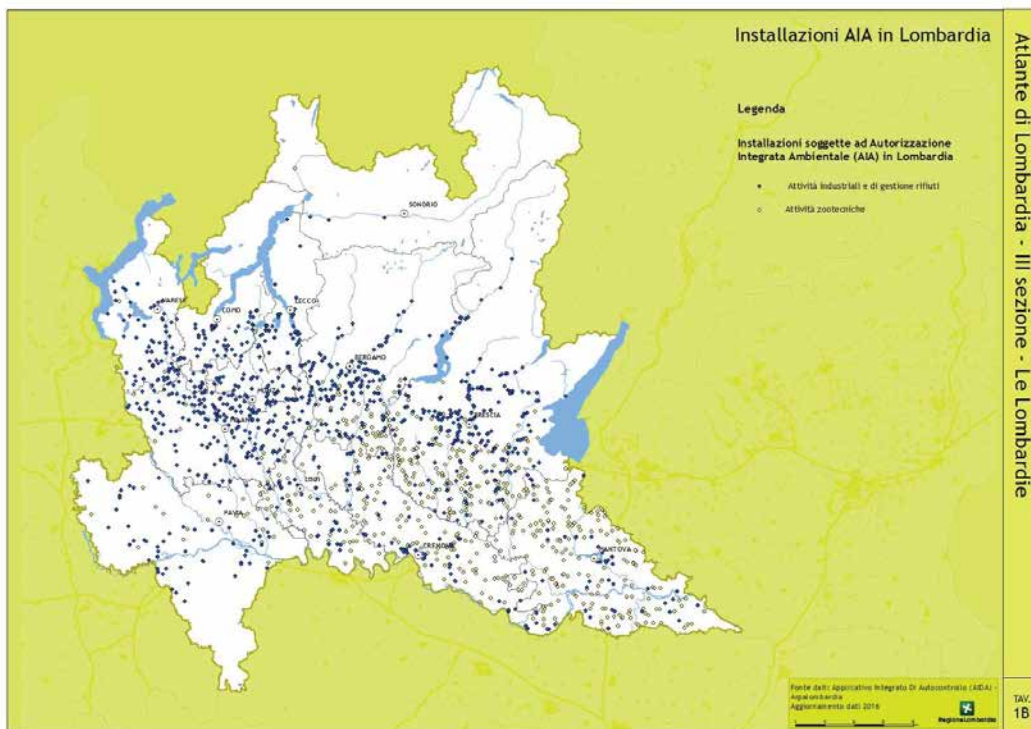 Installazioni AIA in Lombardia
Legenda
Installazioni soggette ad Autorizzazione
Integrata Ambientale (AIA) in Lombardia
Attività industriali e di gestione rifiuti
Attività zootecniche
SONDRIO
VARESE
COMO
LECCO
BERGAMO
BRESCIA
LODI
PAVIA
CREMONA
MANTOVA
Fonte dati: Applicativo Integrato Di Autocontrollo (AIDA) -
Arpalombardia
Aggiornamento dati 2016
RegioneLombardia
Atlante di Lombardia - III sezione - Le Lombardie
TAV.
1B